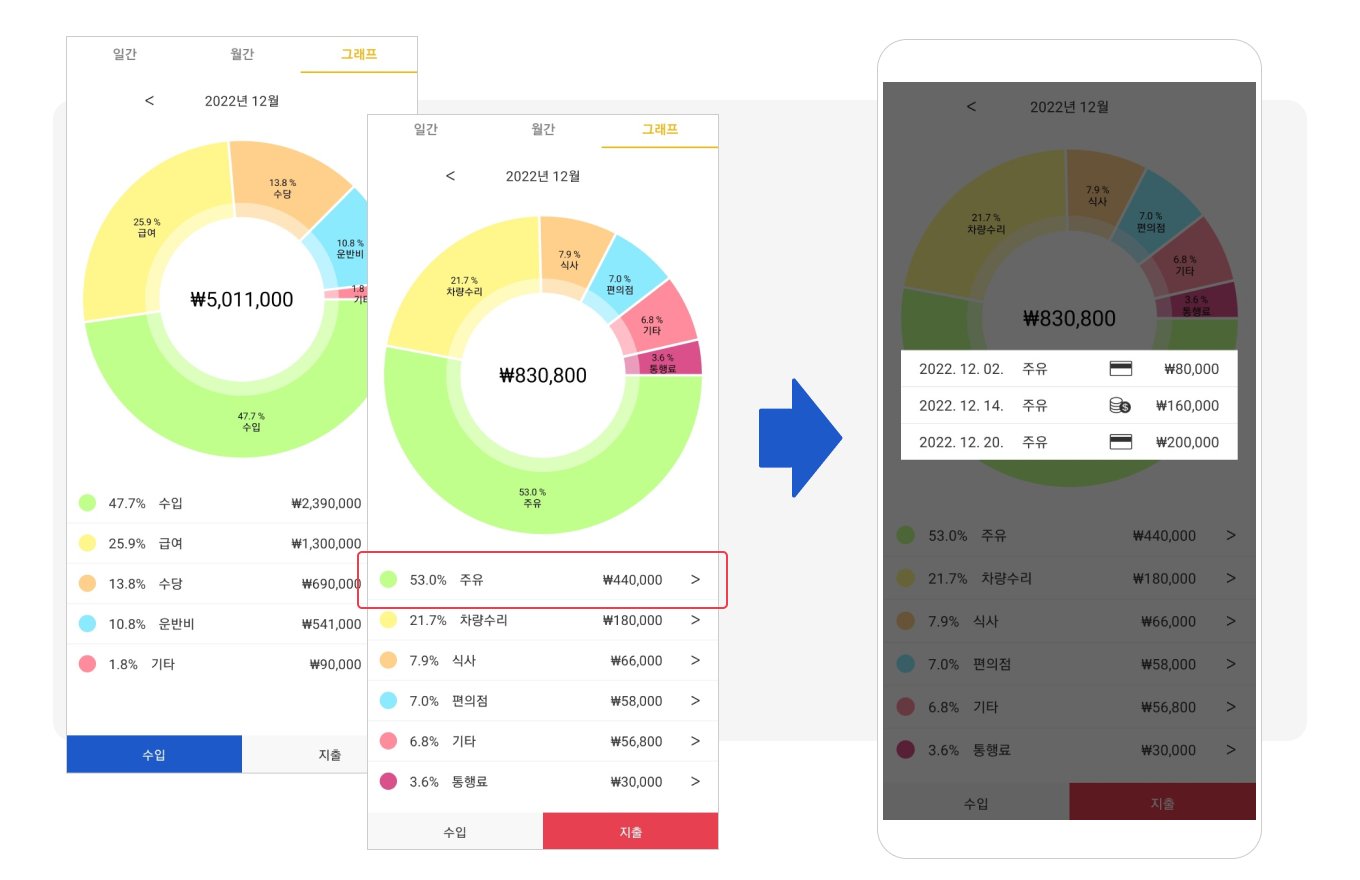 일간 월간 그래프
< 2022년 12월
13.8 %
수당
25.9 %
급여
10.8 %
운반비
1.8
기타
₩5,011,000
47.7 %
수입
47.7% 수입 ₩2,390,000
25.9% 급여 ₩1,300,000
13.8% 수당 ₩690,000
10.8% 운반비 ₩541,000
1.8% 기타 ₩90,000
수입 지출
일간 월간 그래프
< 2022년 12월
7.9 %
식사
21.7 %
차량수리
7.0 %
편의점
6.8 %
기타
3.6 %
통행료
₩830,800
53.0 %
주유
53.0% 주유 ₩440,000 >
21.7% 차량수리 ₩180,000 >
7.9% 식사 ₩66,000 >
7.0% 편의점 ₩58,000 >
6.8% 기타 ₩56,800 >
3.6% 통행료 ₩30,000 >
수입 지출
< 2022년 12월
7.9 %
식사
21.7 %
차량수리
7.0 %
편의점
6.8 %
기타
3.6 %
통행료
₩830,800
2022. 12. 02. 주유 ₩80,000
2022. 12. 14. 주유 ₩160,000
2022. 12. 20. 주유 ₩200,000
53.0% 주유 ₩440,000 >
21.7% 차량수리 ₩180,000 >
7.9% 식사 ₩66,000 >
7.0% 편의점 ₩58,000 >
6.8% 기타 ₩56,800 >
3.6% 통행료 ₩30,000 >
수입 지출